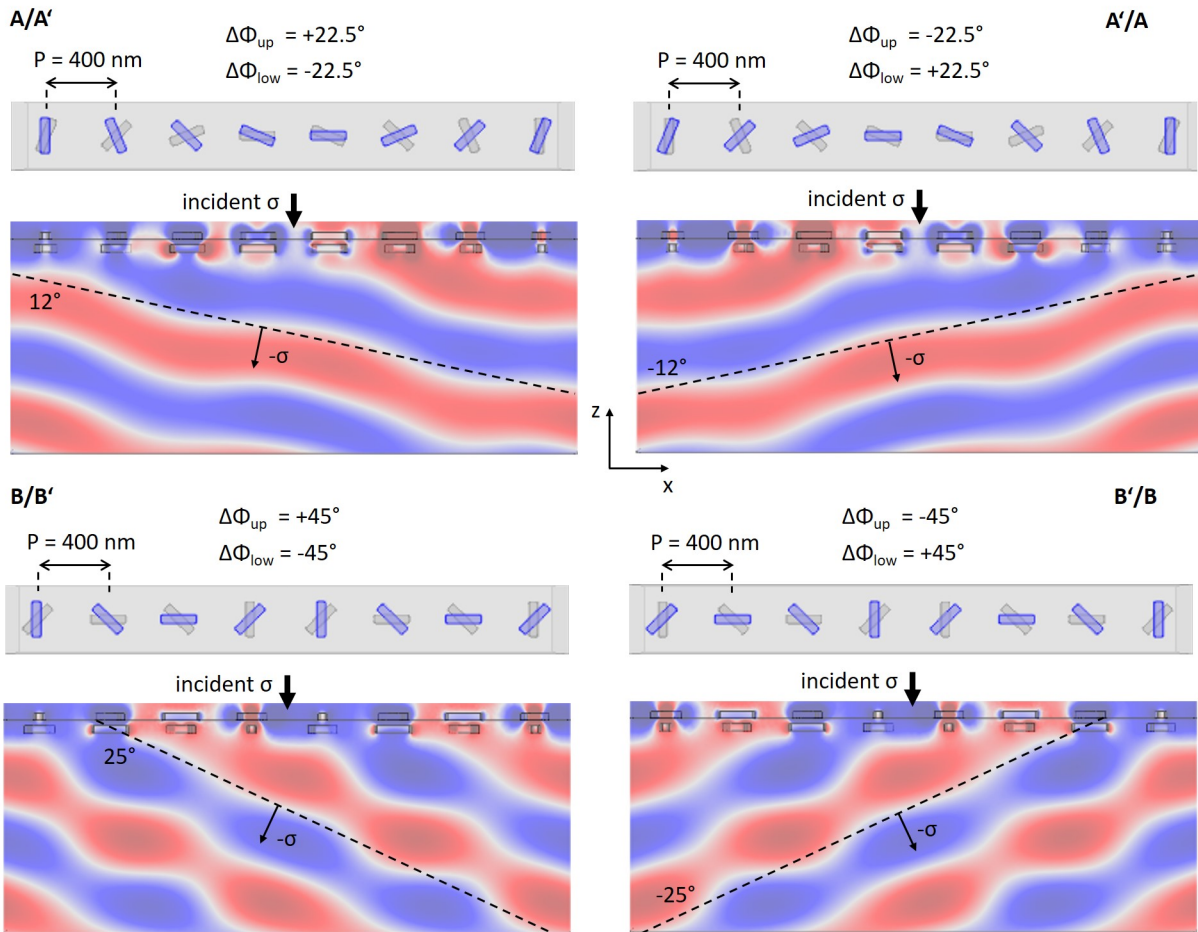 A/A‘
ΔΦup = +22.5°
ΔΦlow = -22.5°
P = 400 nm
incident σ
12°
-σ
A‘/A
ΔΦup = -22.5°
ΔΦlow = +22.5°
P = 400 nm
incident σ
-12°
-σ
z
x
B/B‘
ΔΦup = +45°
ΔΦlow = -45°
P = 400 nm
incident σ
25°
-σ
B‘/B
ΔΦup = -45°
ΔΦlow = +45°
P = 400 nm
incident σ
-25°
-σ